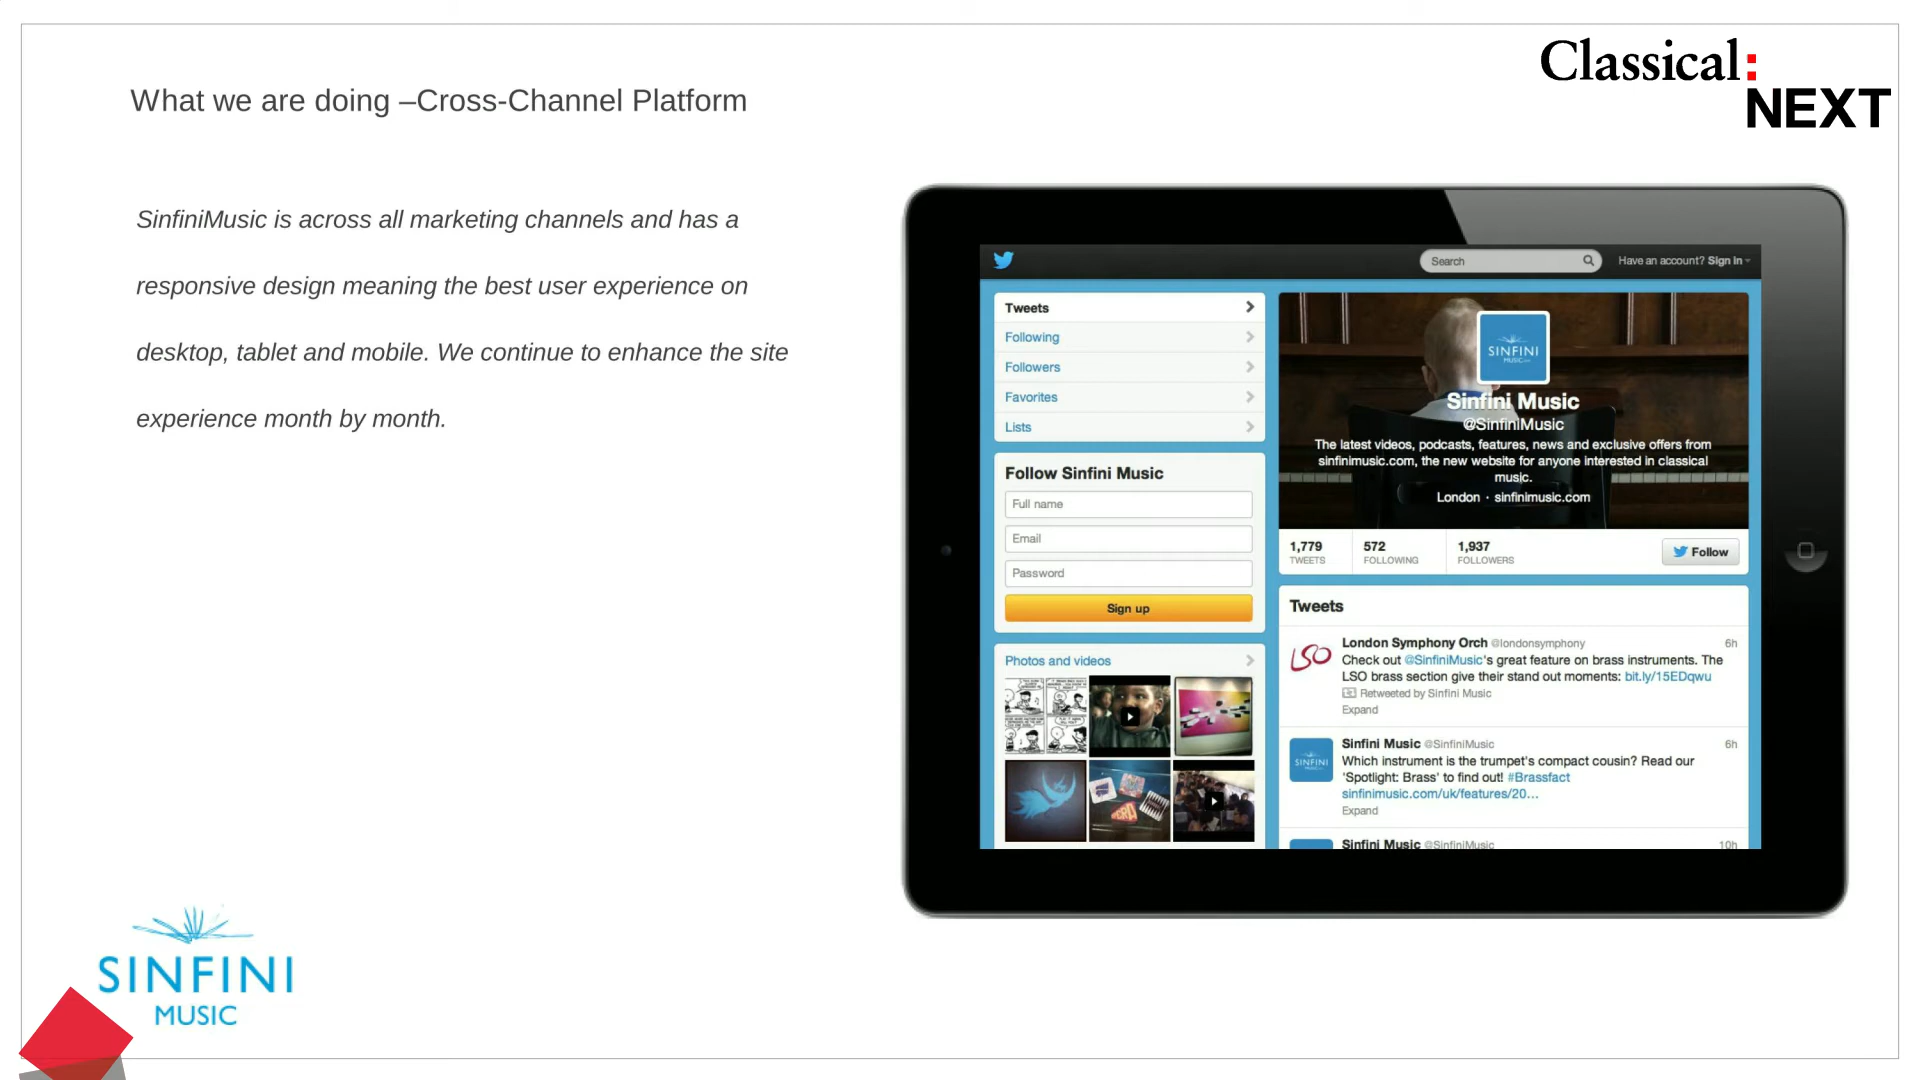 What we are doing –Cross-Channel Platform
Classical:
NEXT
SinfiniMusic is across all marketing channels and has a
responsive design meaning the best user experience on
desktop, tablet and mobile. We continue to enhance the site
experience month by month.
Search
Have an account? Sign in
Tweets
Following
Followers
Favorites
Lists
Follow Sinfini Music
Full name
Email
Password
Sign up
Photos and videos
SINFINI
MUSIC.com
Sinfini Music
@SinfiniMusic
The latest videos, podcasts, features, news and exclusive offers from
sinfinimusic.com, the new website for anyone interested in classical
music.
London · sinfinimusic.com
1,779
TWEETS
572
FOLLOWING
1,937
FOLLOWERS
Follow
Tweets
LSO
London Symphony Orch @londonsymphony 6h
Check out @SinfiniMusic's great feature on brass instruments. The
LSO brass section give their stand out moments: bit.ly/15EDqwu
Retweeted by Sinfini Music
Expand
SINFINI
Sinfini Music @SinfiniMusic 6h
Which instrument is the trumpet's compact cousin? Read our
'Spotlight: Brass' to find out! #Brassfact
sinfinimusic.com/uk/features/20…
Expand
Sinfini Music @SinfiniMusic 10h
SINFINI
MUSIC